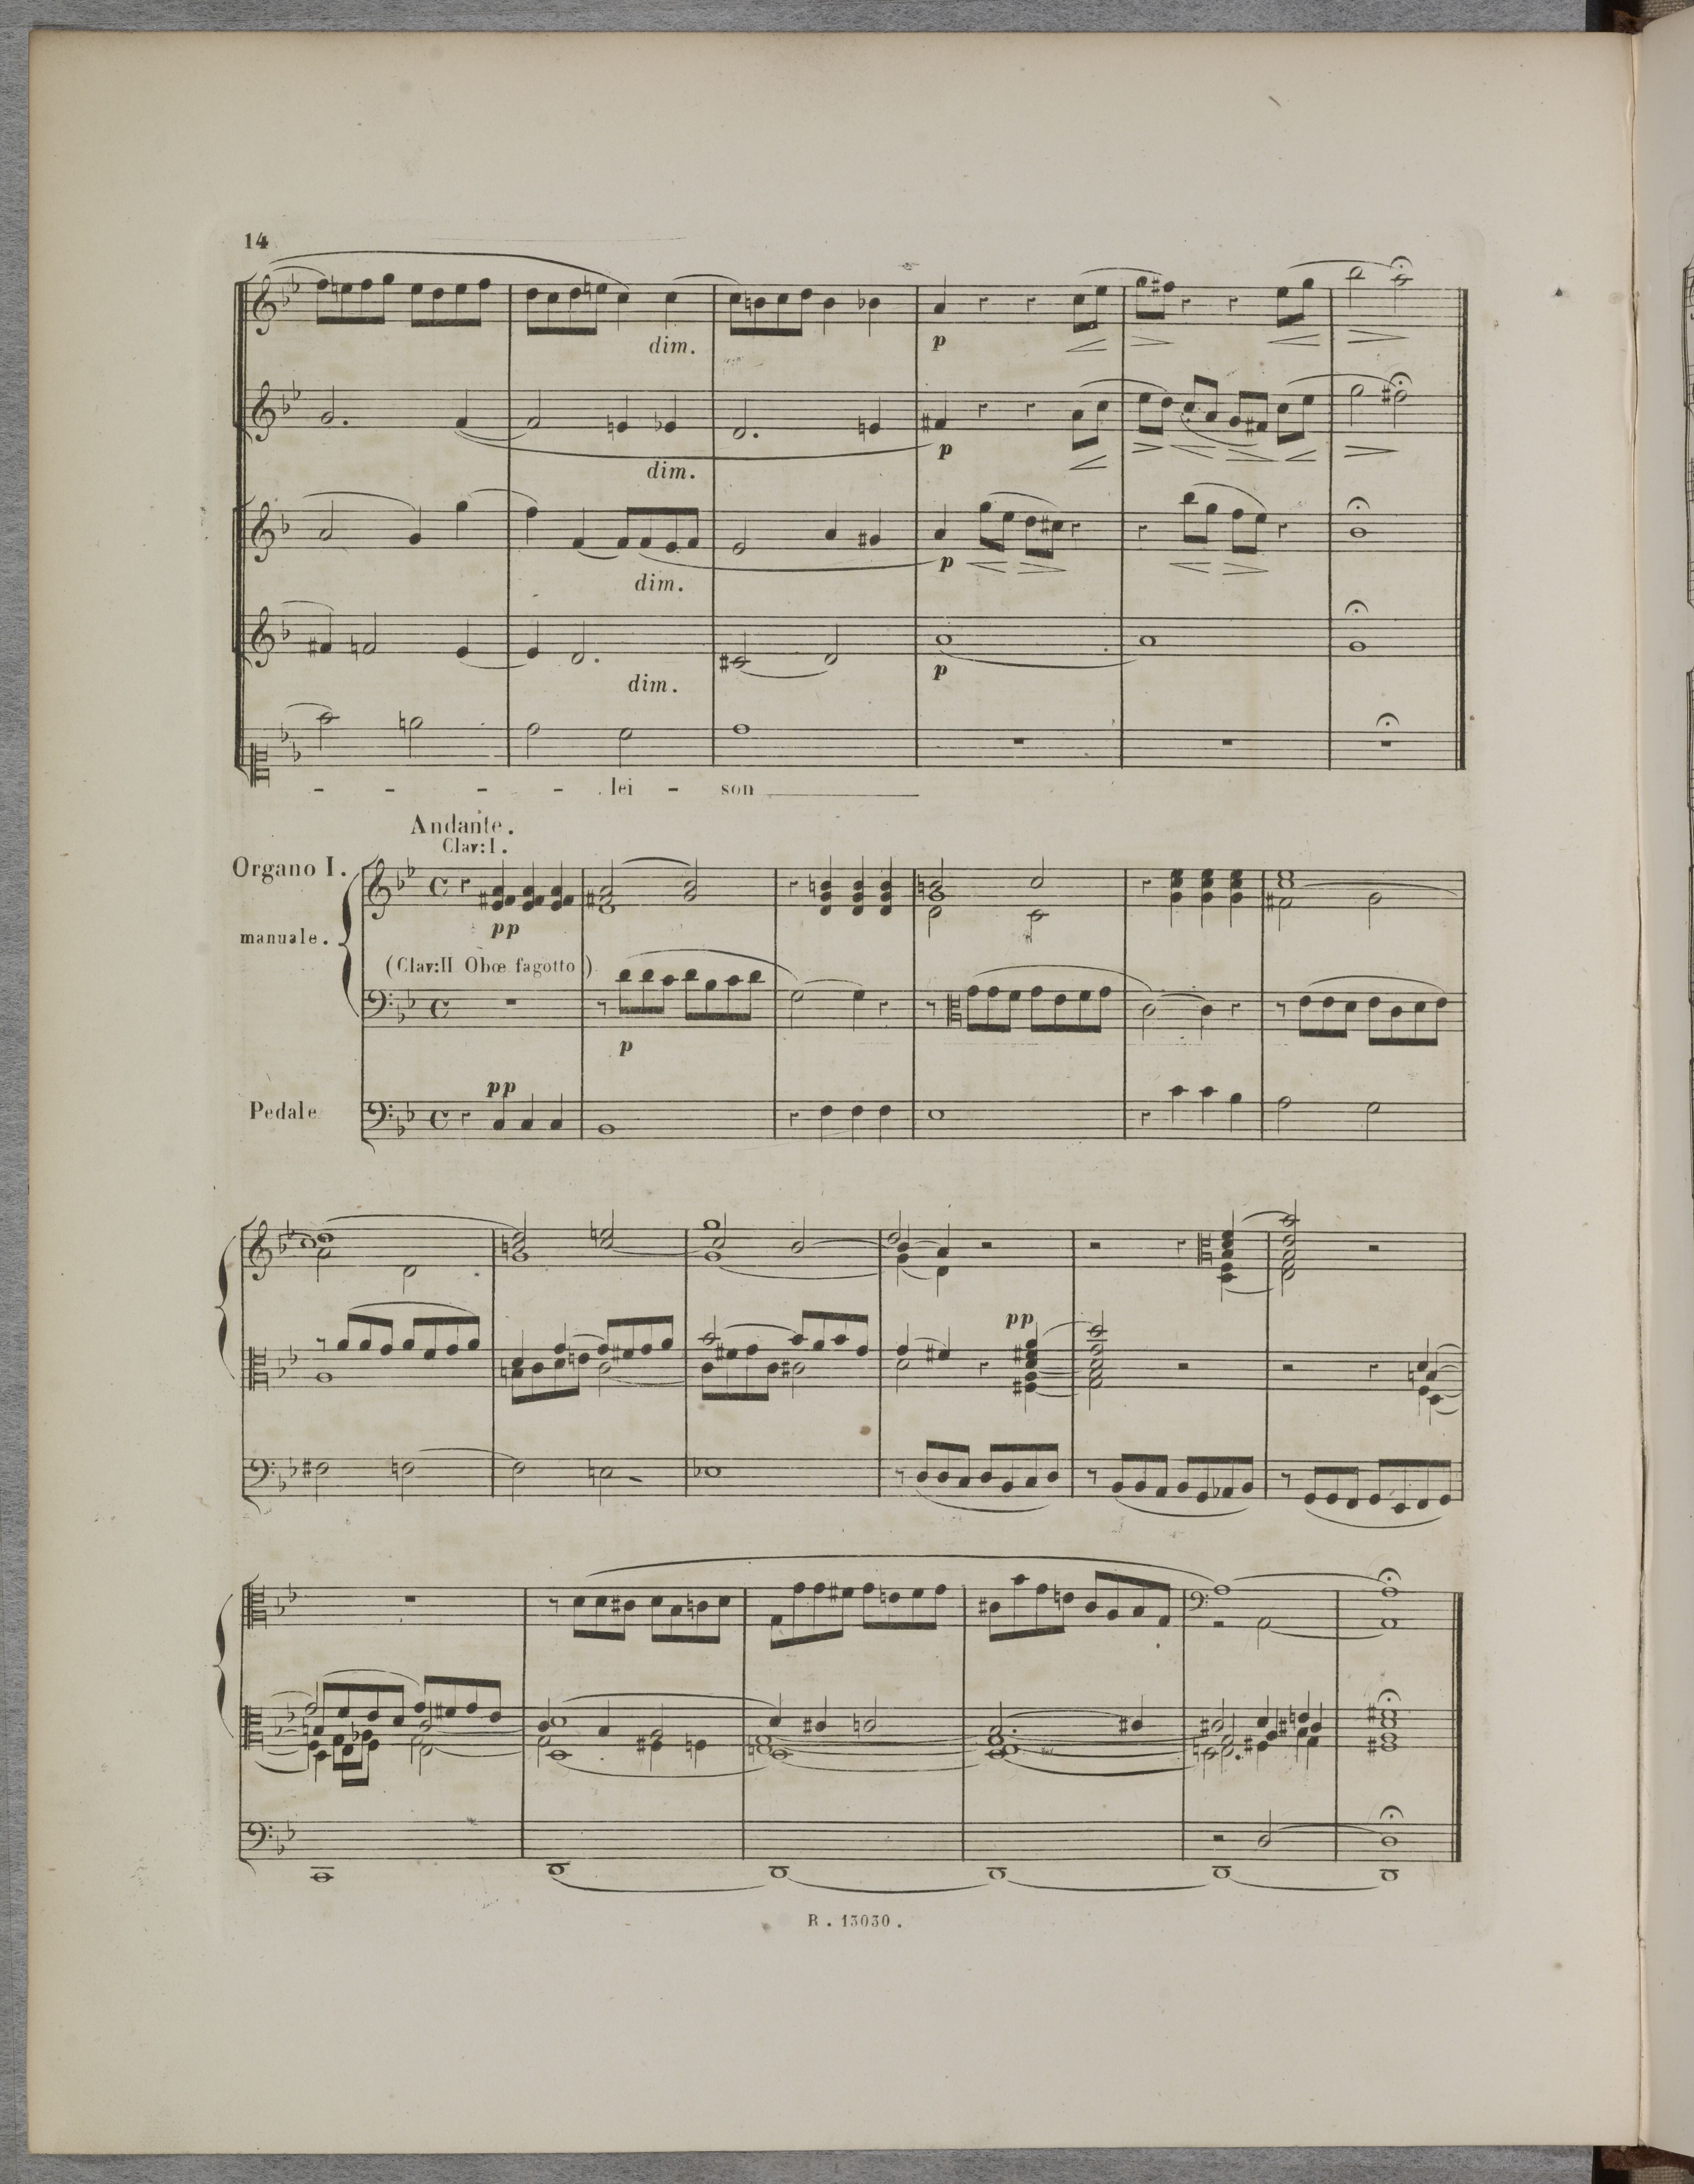 14
dim.
p
dim.
p
dim.
p
dim.
p
- - - - . lei - son
Andante.
Clav: I.
Organo I.
pp
manuale.
(Clav: II Obœ fagotto)
p
pp
Pedale
pp
R. 13030.